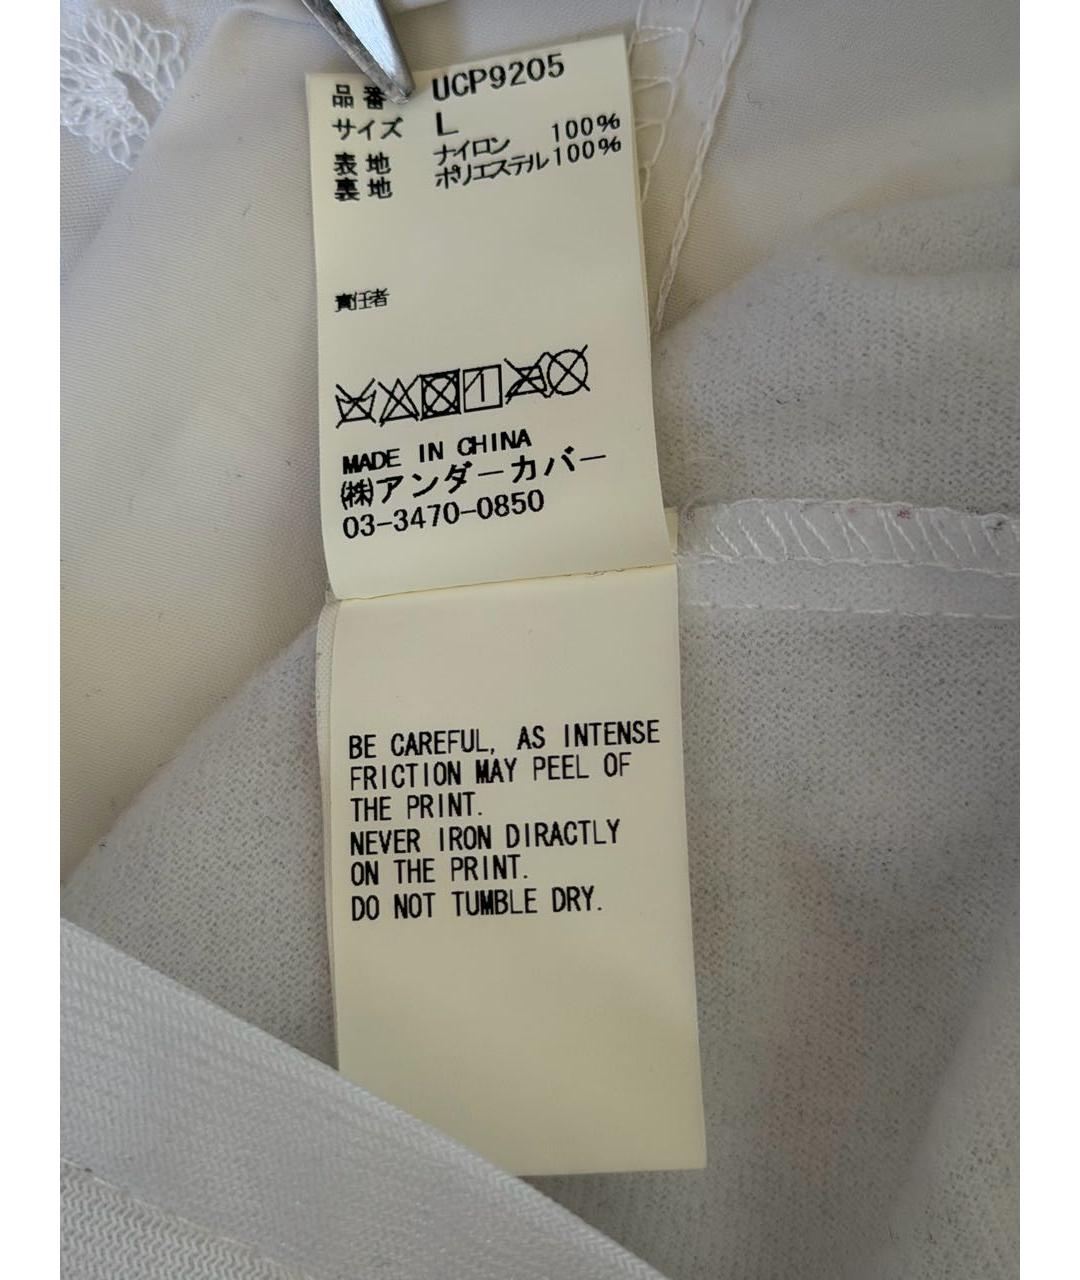 品番 UCP9205
サイズ L
表地 ナイロン 100%
裏地 ポリエステル 100%
責任者
MADE IN CHINA
(株)アンダーカバー
03-3470-0850
BE CAREFUL, AS INTENSE
FRICTION MAY PEEL OF
THE PRINT.
NEVER IRON DIRACTLY
ON THE PRINT.
DO NOT TUMBLE DRY.